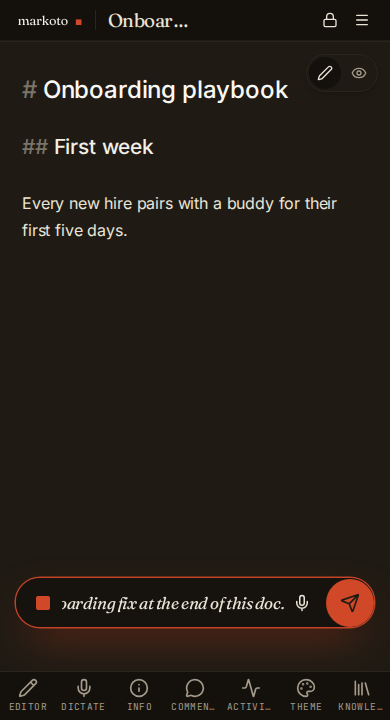 markoto
Onboar…
# Onboarding playbook
## First week
Every new hire pairs with a buddy for their
first five days.
oarding fix at the end of this doc.
EDITOR DICTATE INFO COMMEN… ACTIVI… THEME KNOWLE…